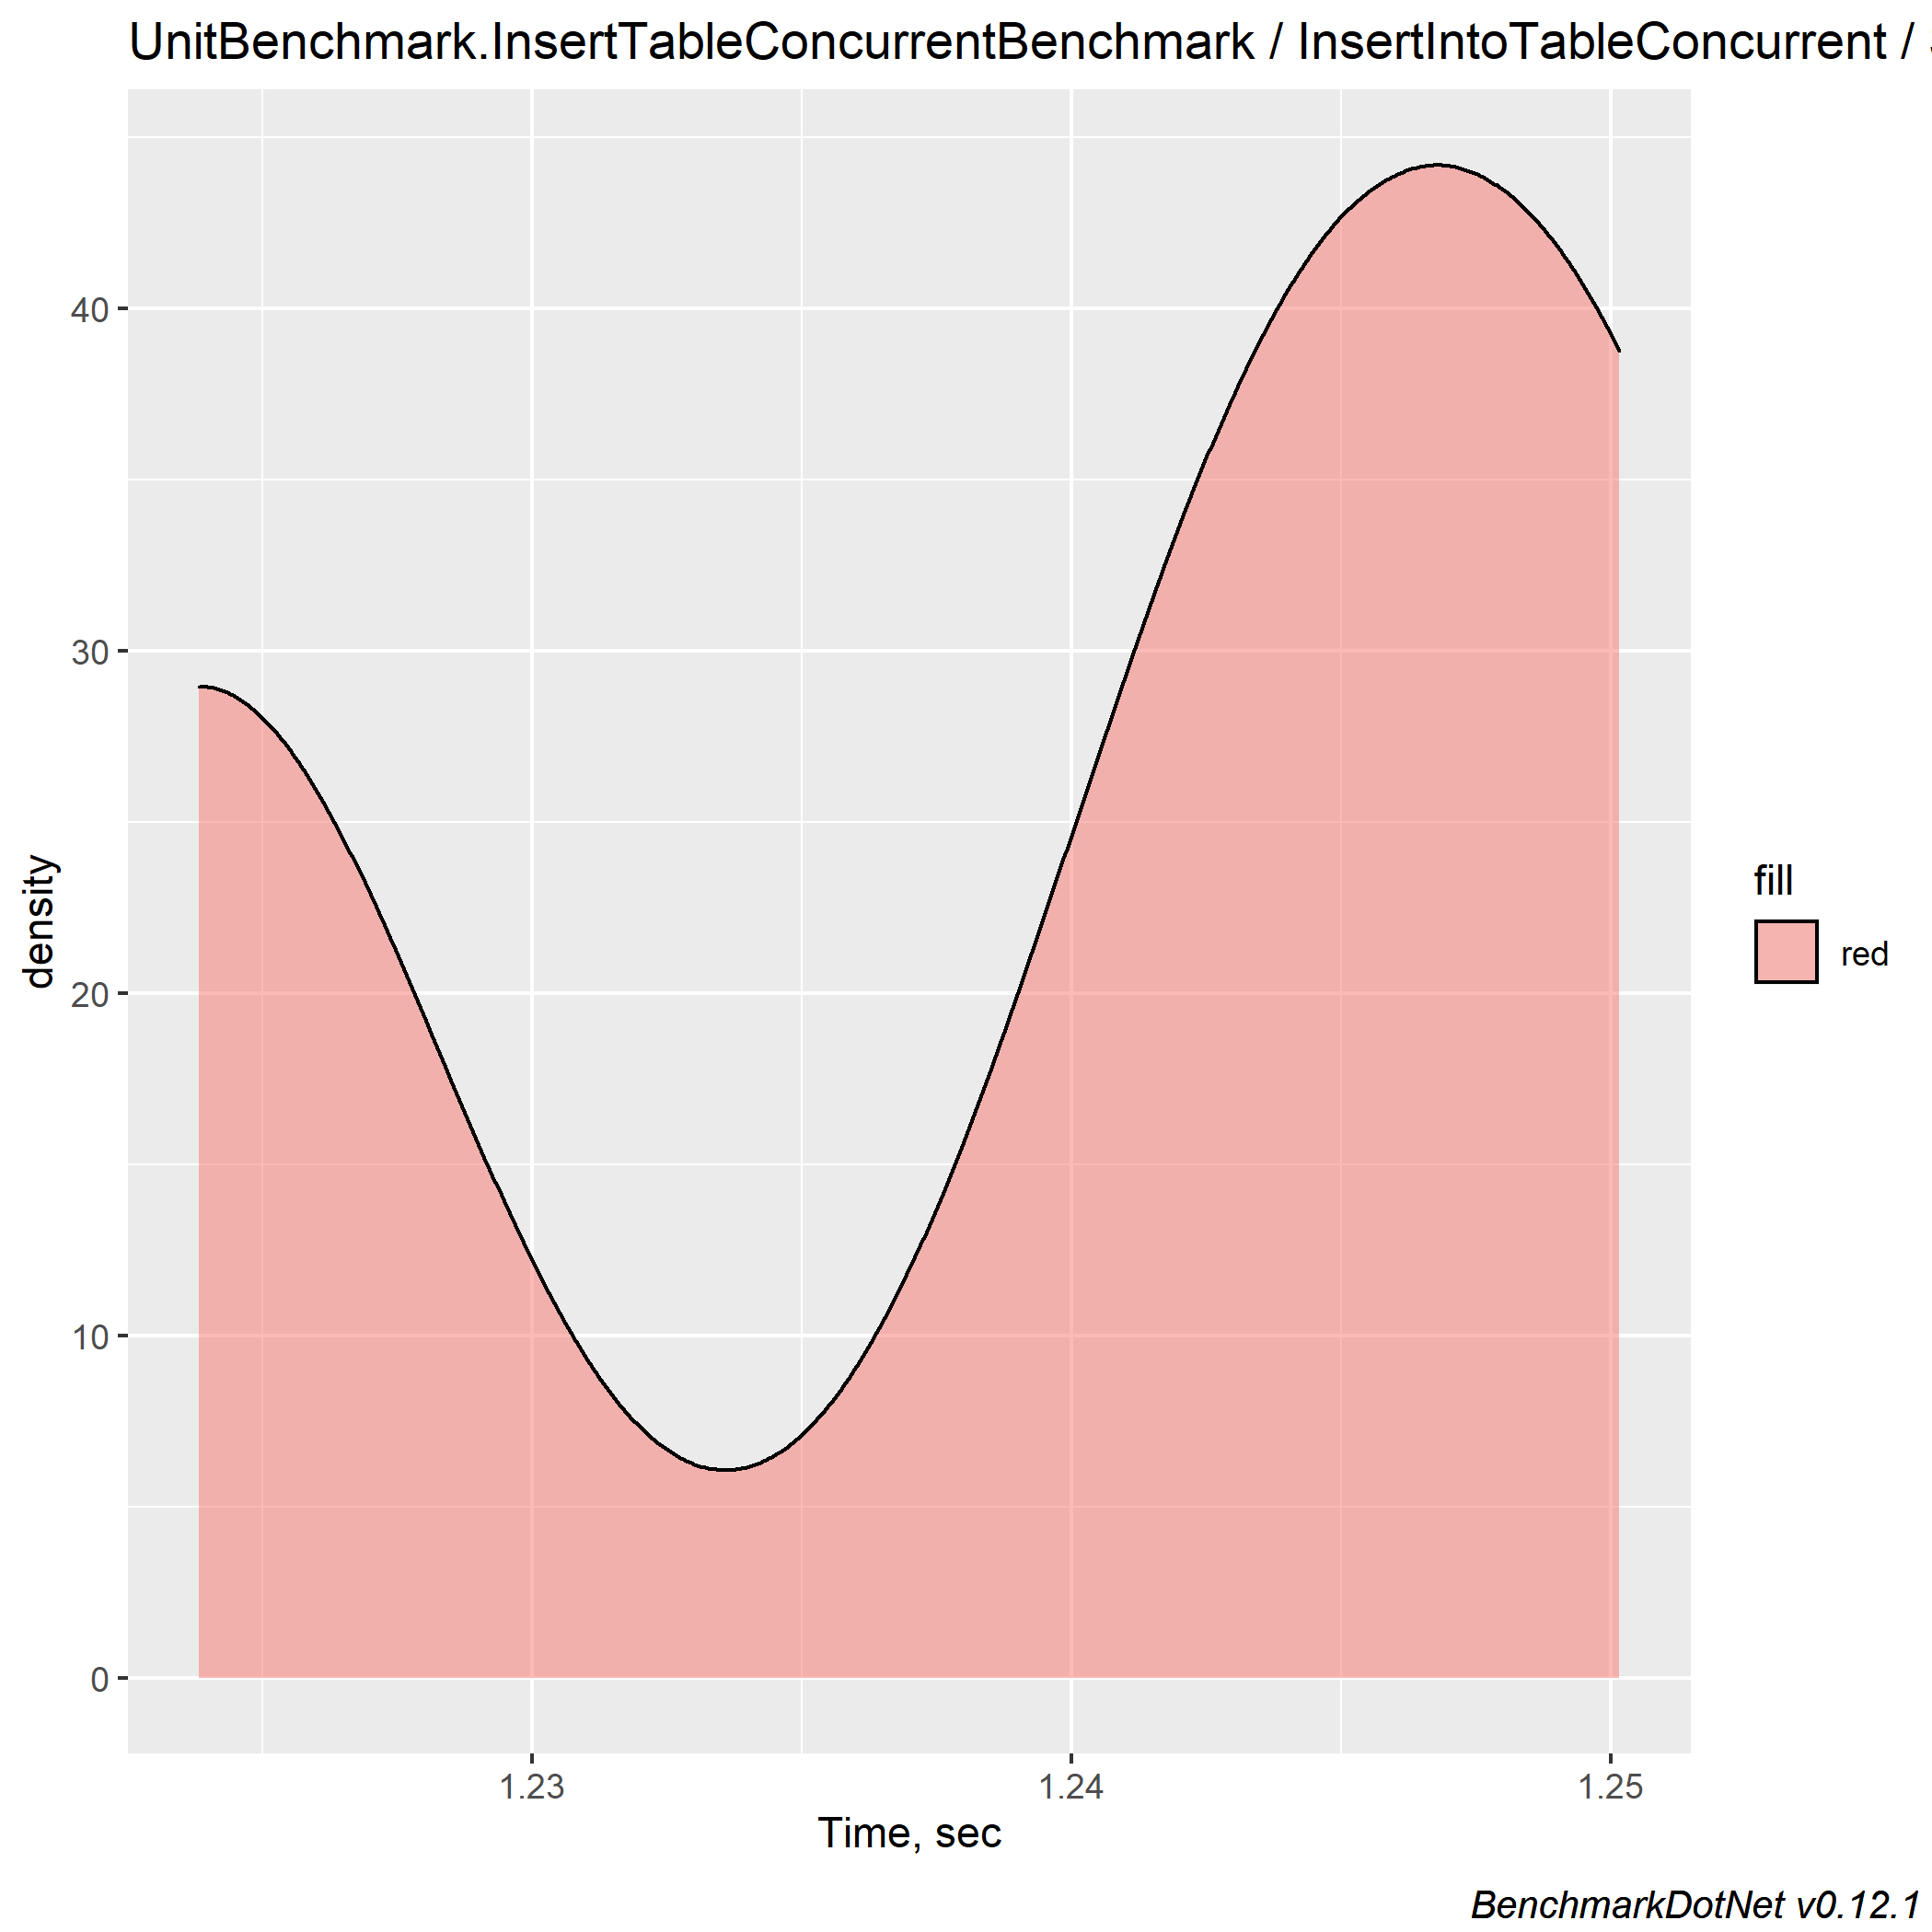 UnitBenchmark.InsertTableConcurrentBenchmark / InsertIntoTableConcurrent /
density
40
30
20
10
0
1.23 1.24 1.25
Time, sec
fill
red
BenchmarkDotNet v0.12.1